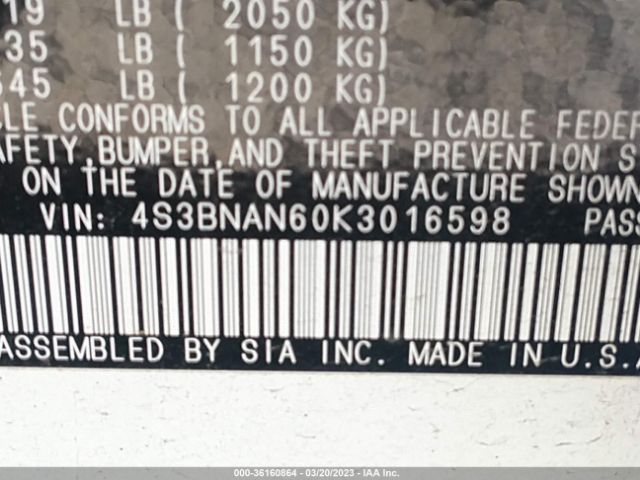 19 LB ( 2050 KG)
35 LB ( 1150 KG)
645 LB ( 1200 KG)
CLE CONFORMS TO ALL APPLICABLE FEDER
AFETY, BUMPER, AND THEFT PREVENTION S
ON THE DATE OF MANUFACTURE SHOWN
VIN: 4S3BNAN60K3016598 PASS
ASSEMBLED BY SIA INC. MADE IN U.S.A
000-36160864 / 03/20/2023 - IAA Inc.